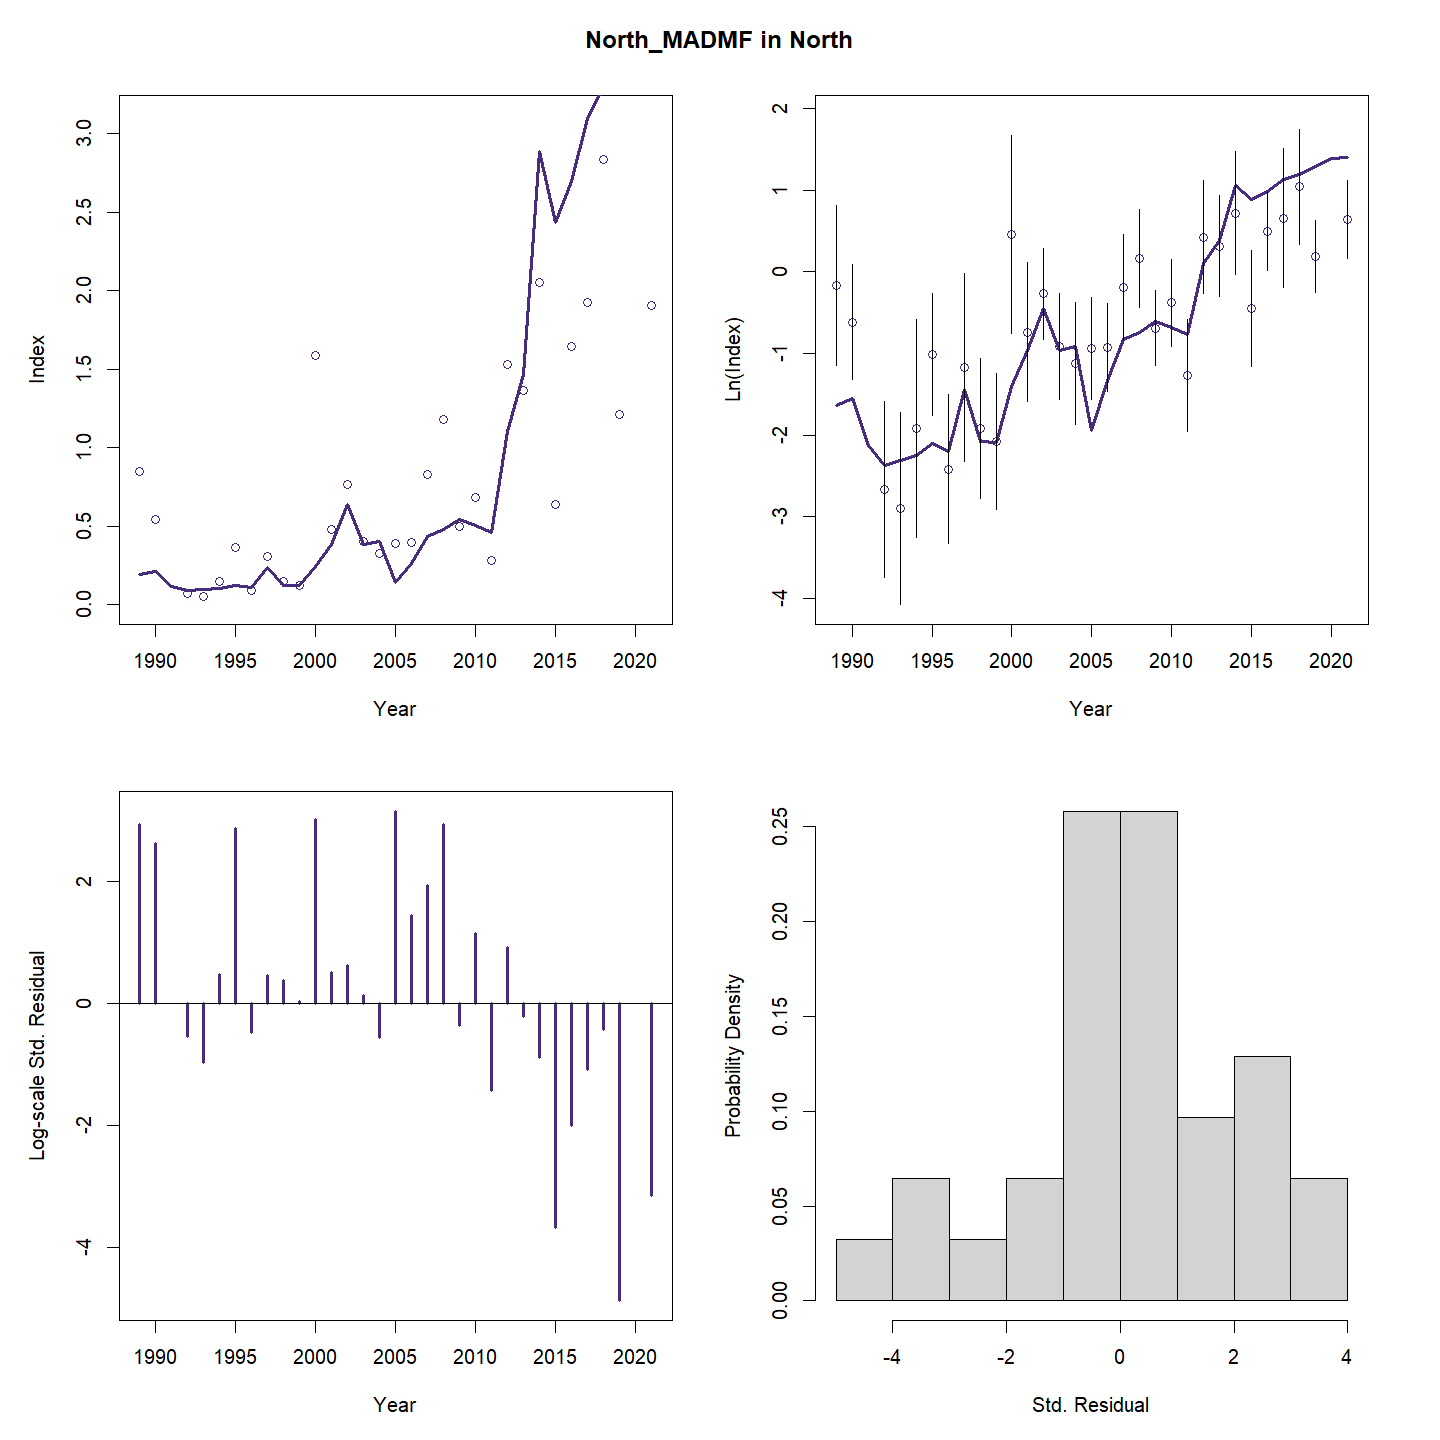 North_MADMF in North
Index
3.0
2.5
2.0
1.5
1.0
0.5
0.0
1990 1995 2000 2005 2010 2015 2020
Year
Ln(Index)
2
1
0
-1
-2
-3
-4
1990 1995 2000 2005 2010 2015 2020
Year
Log-scale Std. Residual
2
0
-2
-4
1990 1995 2000 2005 2010 2015 2020
Year
Probability Density
0.25
0.20
0.15
0.10
0.05
0.00
-4 -2 0 2 4
Std. Residual